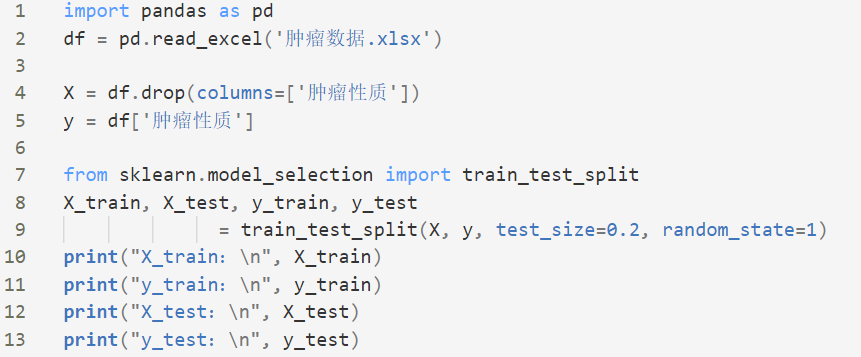 1 import pandas as pd
2 df = pd.read_excel('肿瘤数据.xlsx')
3
4 X = df.drop(columns=['肿瘤性质'])
5 y = df['肿瘤性质']
6
7 from sklearn.model_selection import train_test_split
8 X_train, X_test, y_train, y_test
9 = train_test_split(X, y, test_size=0.2, random_state=1)
10 print("X_train：\n", X_train)
11 print("y_train：\n", y_train)
12 print("X_test：\n", X_test)
13 print("y_test：\n", y_test)